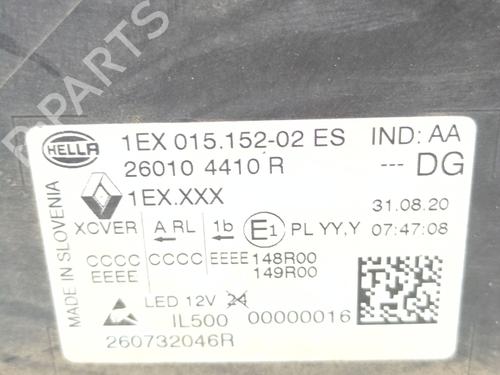 B-PARTS
HELLA
1EX 015.152-02 ES IND: AA
26010 4410 R --- DG
1EX.XXX
31.08.20
XCVER A RL 1b E1 PL YY,Y 07:47:08
CCCC CCCC EEEE 148R00
EEEE 149R00
LED 12V 24
IL500 00000016
260732046R
MADE IN SLOVENIA